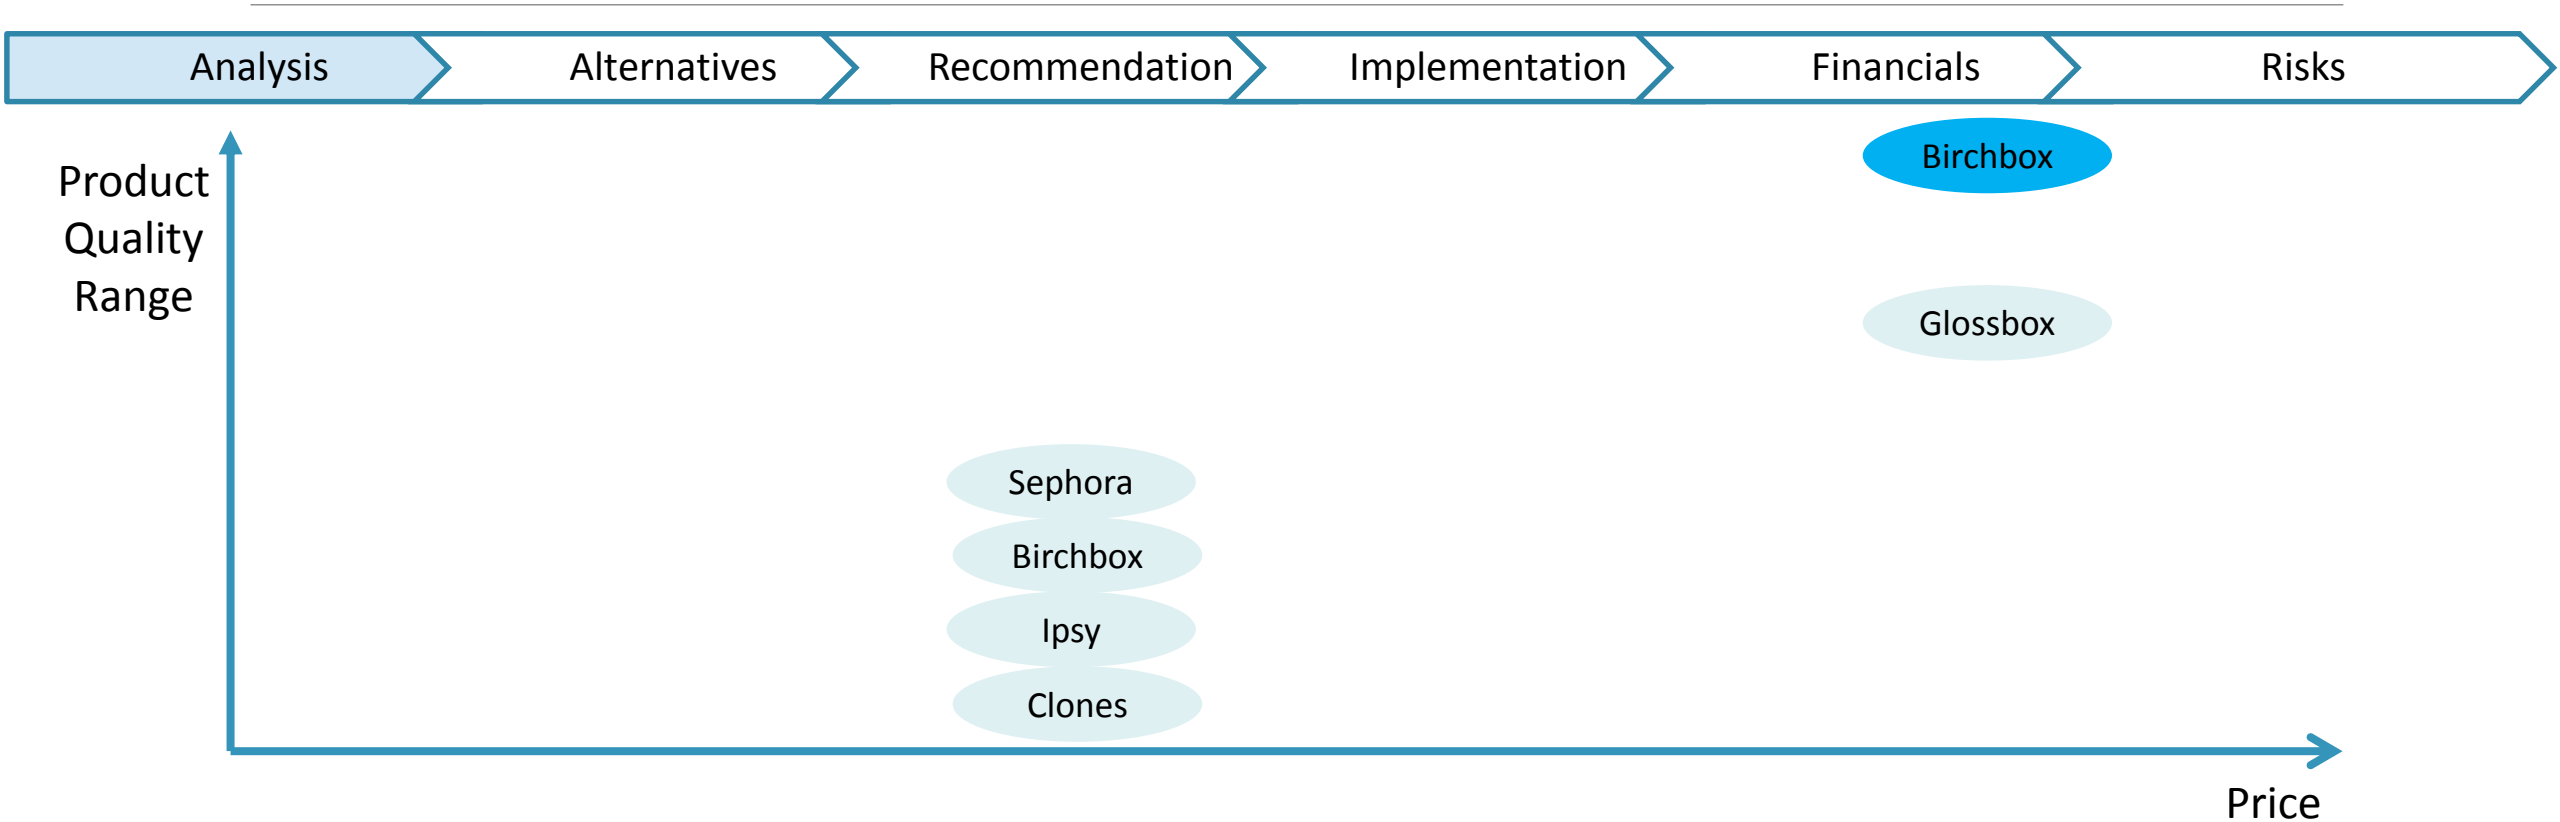 Analysis
Alternatives
Recommendation
Implementation
Financials
Risks
Product
Quality
Range
Birchbox
Glossbox
Sephora
Birchbox
Ipsy
Clones
Price